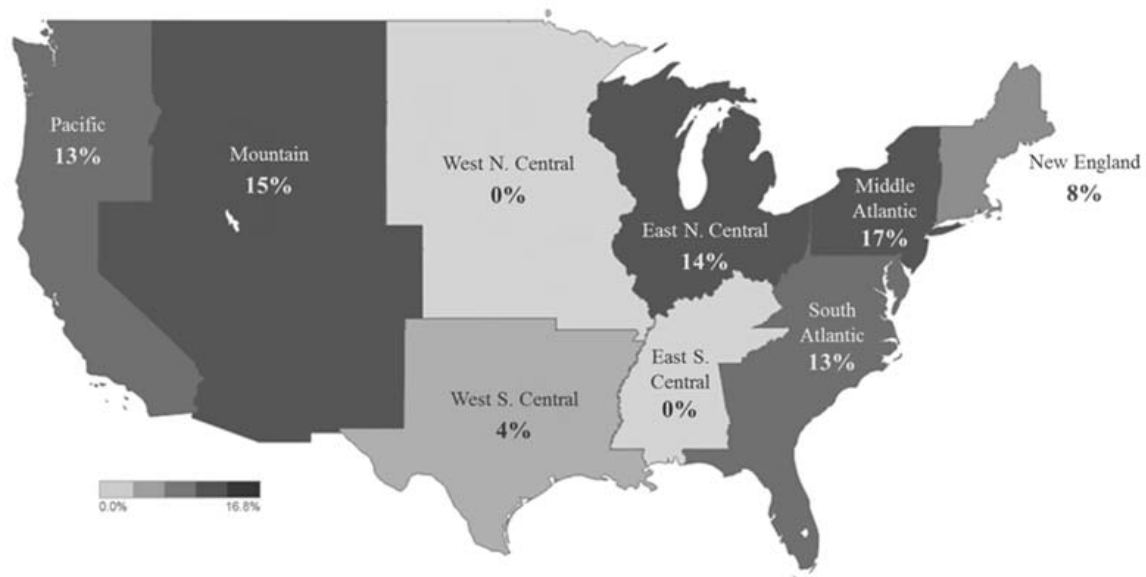 Pacific
13%
Mountain
15%
West N. Central
0%
East N. Central
14%
Middle
Atlantic
17%
New England
8%
South
Atlantic
13%
East S.
Central
0%
West S. Central
4%
0.0%
16.8%